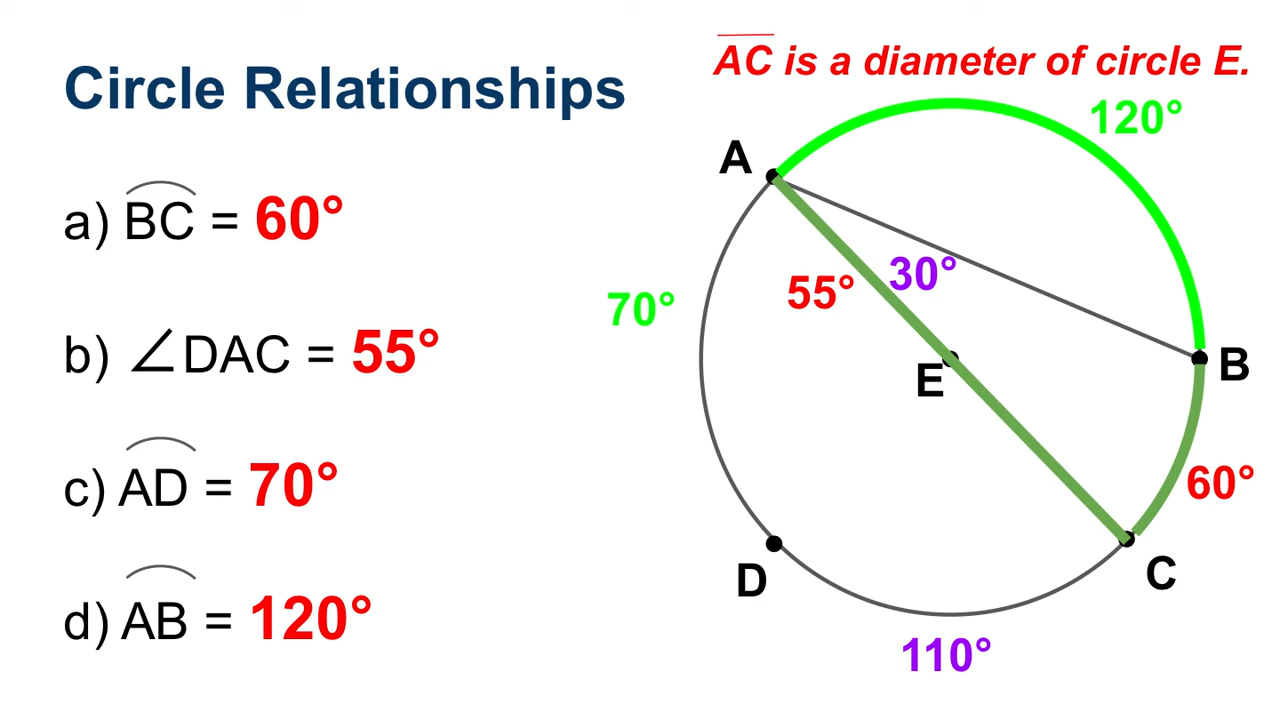 Circle Relationships
AC is a diameter of circle E.
a) BC = 60°
b) ∠DAC = 55°
c) AD = 70°
d) AB = 120°
120°
A
30°
55°
70°
B
E
60°
D
C
110°